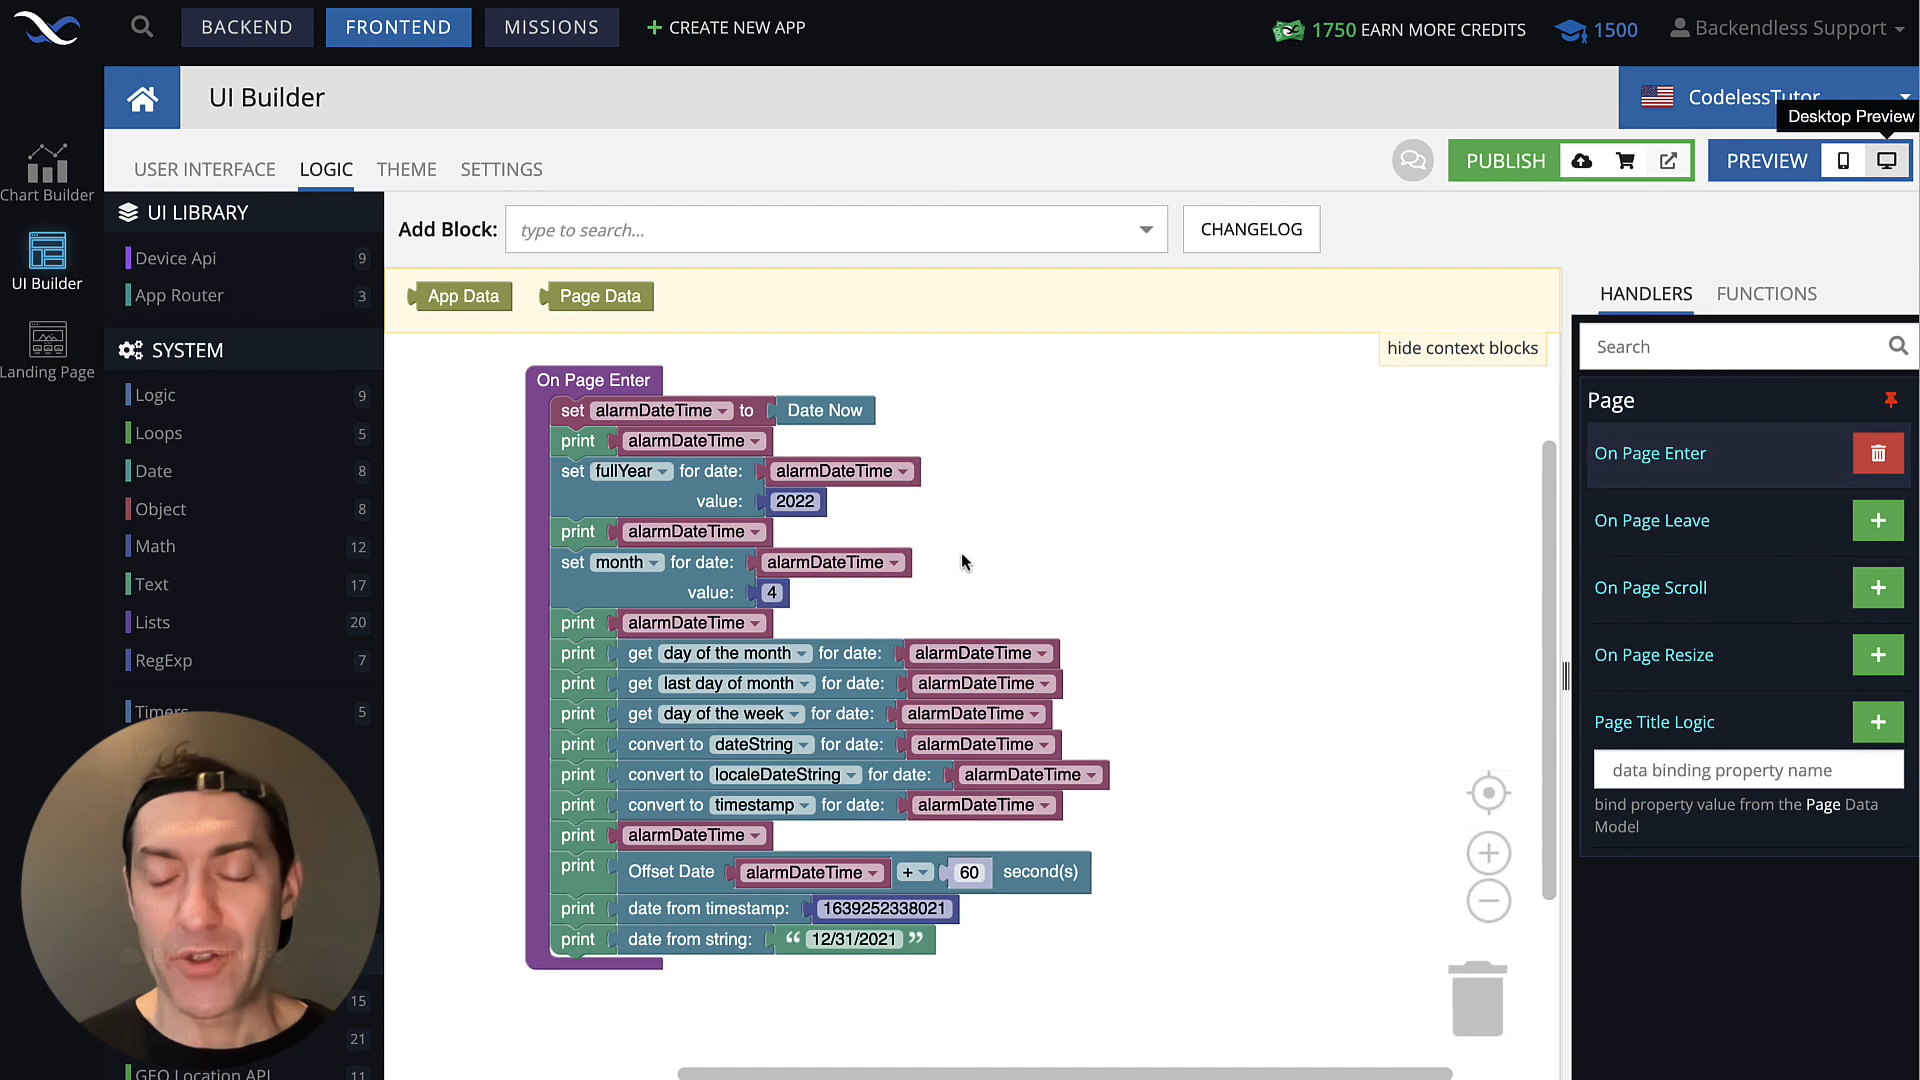 BACKEND FRONTEND MISSIONS + CREATE NEW APP 1750 EARN MORE CREDITS 1500 Backendless Support
UI Builder CodelessTutor
Desktop Preview
Chart Builder
UI Builder
Landing Page
USER INTERFACE LOGIC THEME SETTINGS PUBLISH PREVIEW
UI LIBRARY
Device Api 9
App Router 3
SYSTEM
Logic 9
Loops 5
Date 8
Object 8
Math 12
Text 17
Lists 20
RegExp 7
Timers 5
15
21
GEO Location API 11
Add Block: type to search... CHANGELOG
App Data Page Data
hide context blocks
On Page Enter
set alarmDateTime to Date Now
print alarmDateTime
set fullYear for date: alarmDateTime
value: 2022
print alarmDateTime
set month for date: alarmDateTime
value: 4
print alarmDateTime
print get day of the month for date: alarmDateTime
print get last day of month for date: alarmDateTime
print get day of the week for date: alarmDateTime
print convert to dateString for date: alarmDateTime
print convert to localeDateString for date: alarmDateTime
print convert to timestamp for date: alarmDateTime
print alarmDateTime
print Offset Date alarmDateTime + 60 second(s)
print date from timestamp: 1639252338021
print date from string: “ 12/31/2021 ”
HANDLERS FUNCTIONS
Search
Page
On Page Enter
On Page Leave +
On Page Scroll +
On Page Resize +
Page Title Logic +
data binding property name
bind property value from the Page Data
Model